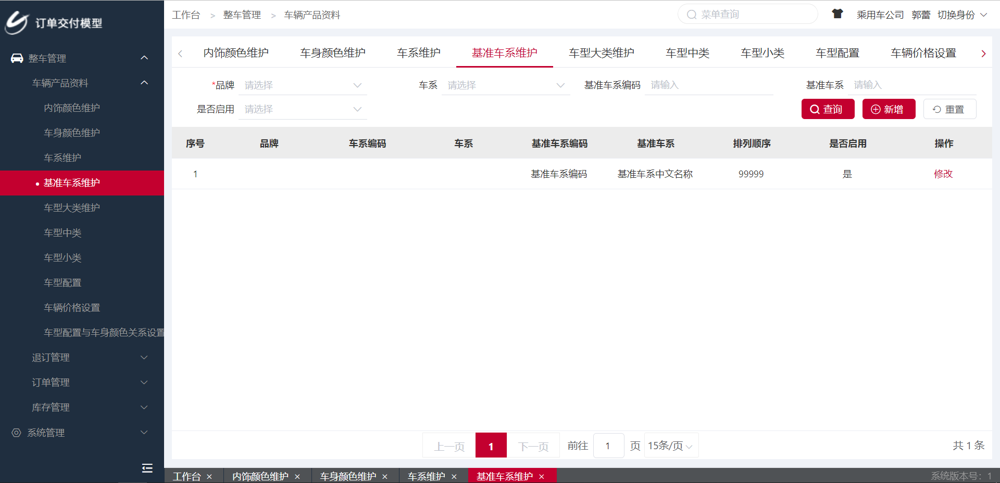 订单交付模型
整车管理
车辆产品资料
内饰颜色维护
车身颜色维护
车系维护
基准车系维护
车型大类维护
车型中类
车型小类
车型配置
车辆价格设置
车型配置与车身颜色关系设置
退订管理
订单管理
库存管理
系统管理
工作台 > 整车管理 > 车辆产品资料
菜单查询
乘用车公司 郭蕾 切换身份
内饰颜色维护 车身颜色维护 车系维护 基准车系维护 车型大类维护 车型中类 车型小类 车型配置 车辆价格设置
*品牌 请选择 车系 请选择 基准车系编码 请输入 基准车系 请输入
是否启用 请选择 查询 新增 重置
序号 品牌 车系编码 车系 基准车系编码 基准车系 排列顺序 是否启用 操作
1 基准车系编码 基准车系中文名称 99999 是 修改
上一页 1 下一页 前往 1 页 15条/页 共 1 条
工作台 × 内饰颜色维护 × 车身颜色维护 × 车系维护 × 基准车系维护 × 系统版本号：1